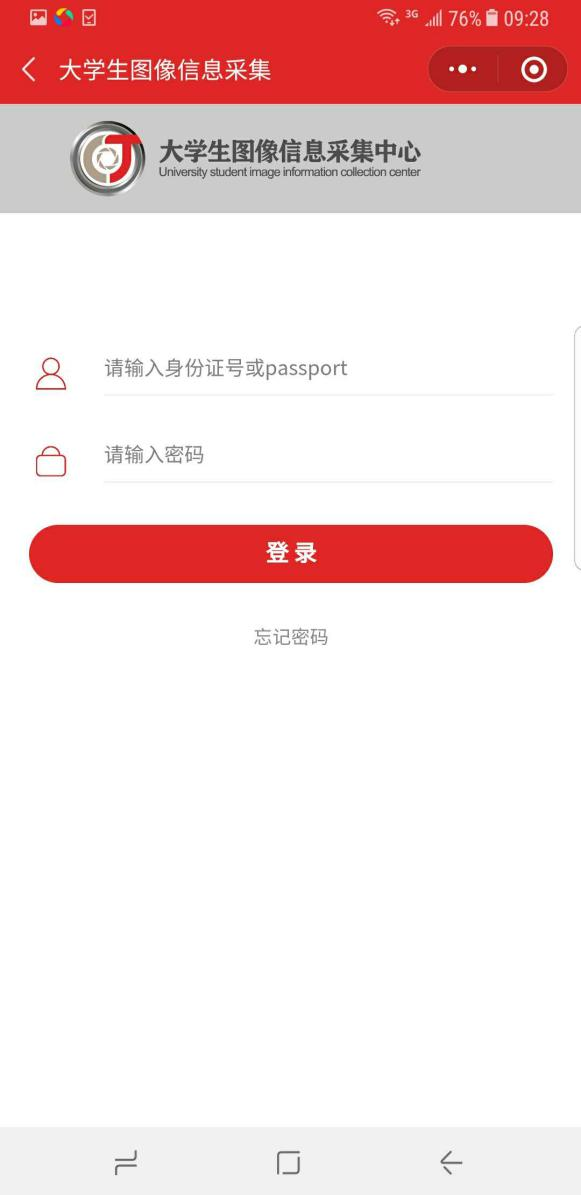 3G 76% 09:28
大学生图像信息采集
大学生图像信息采集中心
University student image information collection center
请输入身份证号或passport
请输入密码
登录
忘记密码